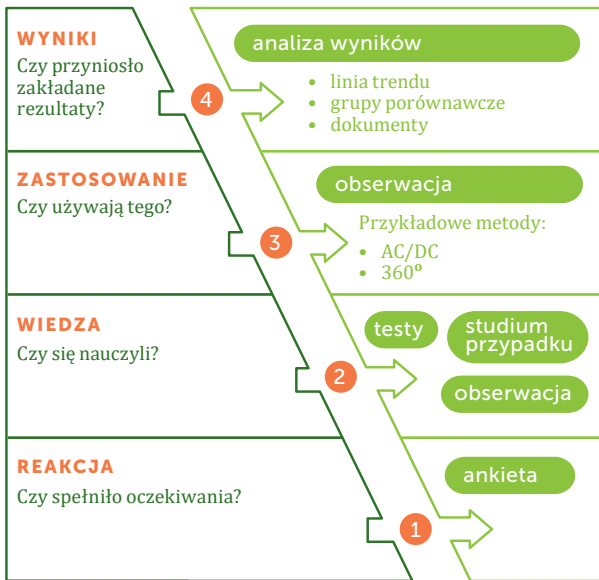 WYNIKI
Czy przyniosło
zakładane
rezultaty?
4
analiza wyników
• linia trendu
• grupy porównawcze
• dokumenty
ZASTOSOWANIE
Czy używają tego?
3
obserwacja
Przykładowe metody:
• AC/DC
• 360º
WIEDZA
Czy się nauczyli?
2
testy
studium
przypadku
obserwacja
REAKCJA
Czy spełniło oczekiwania?
1
ankieta